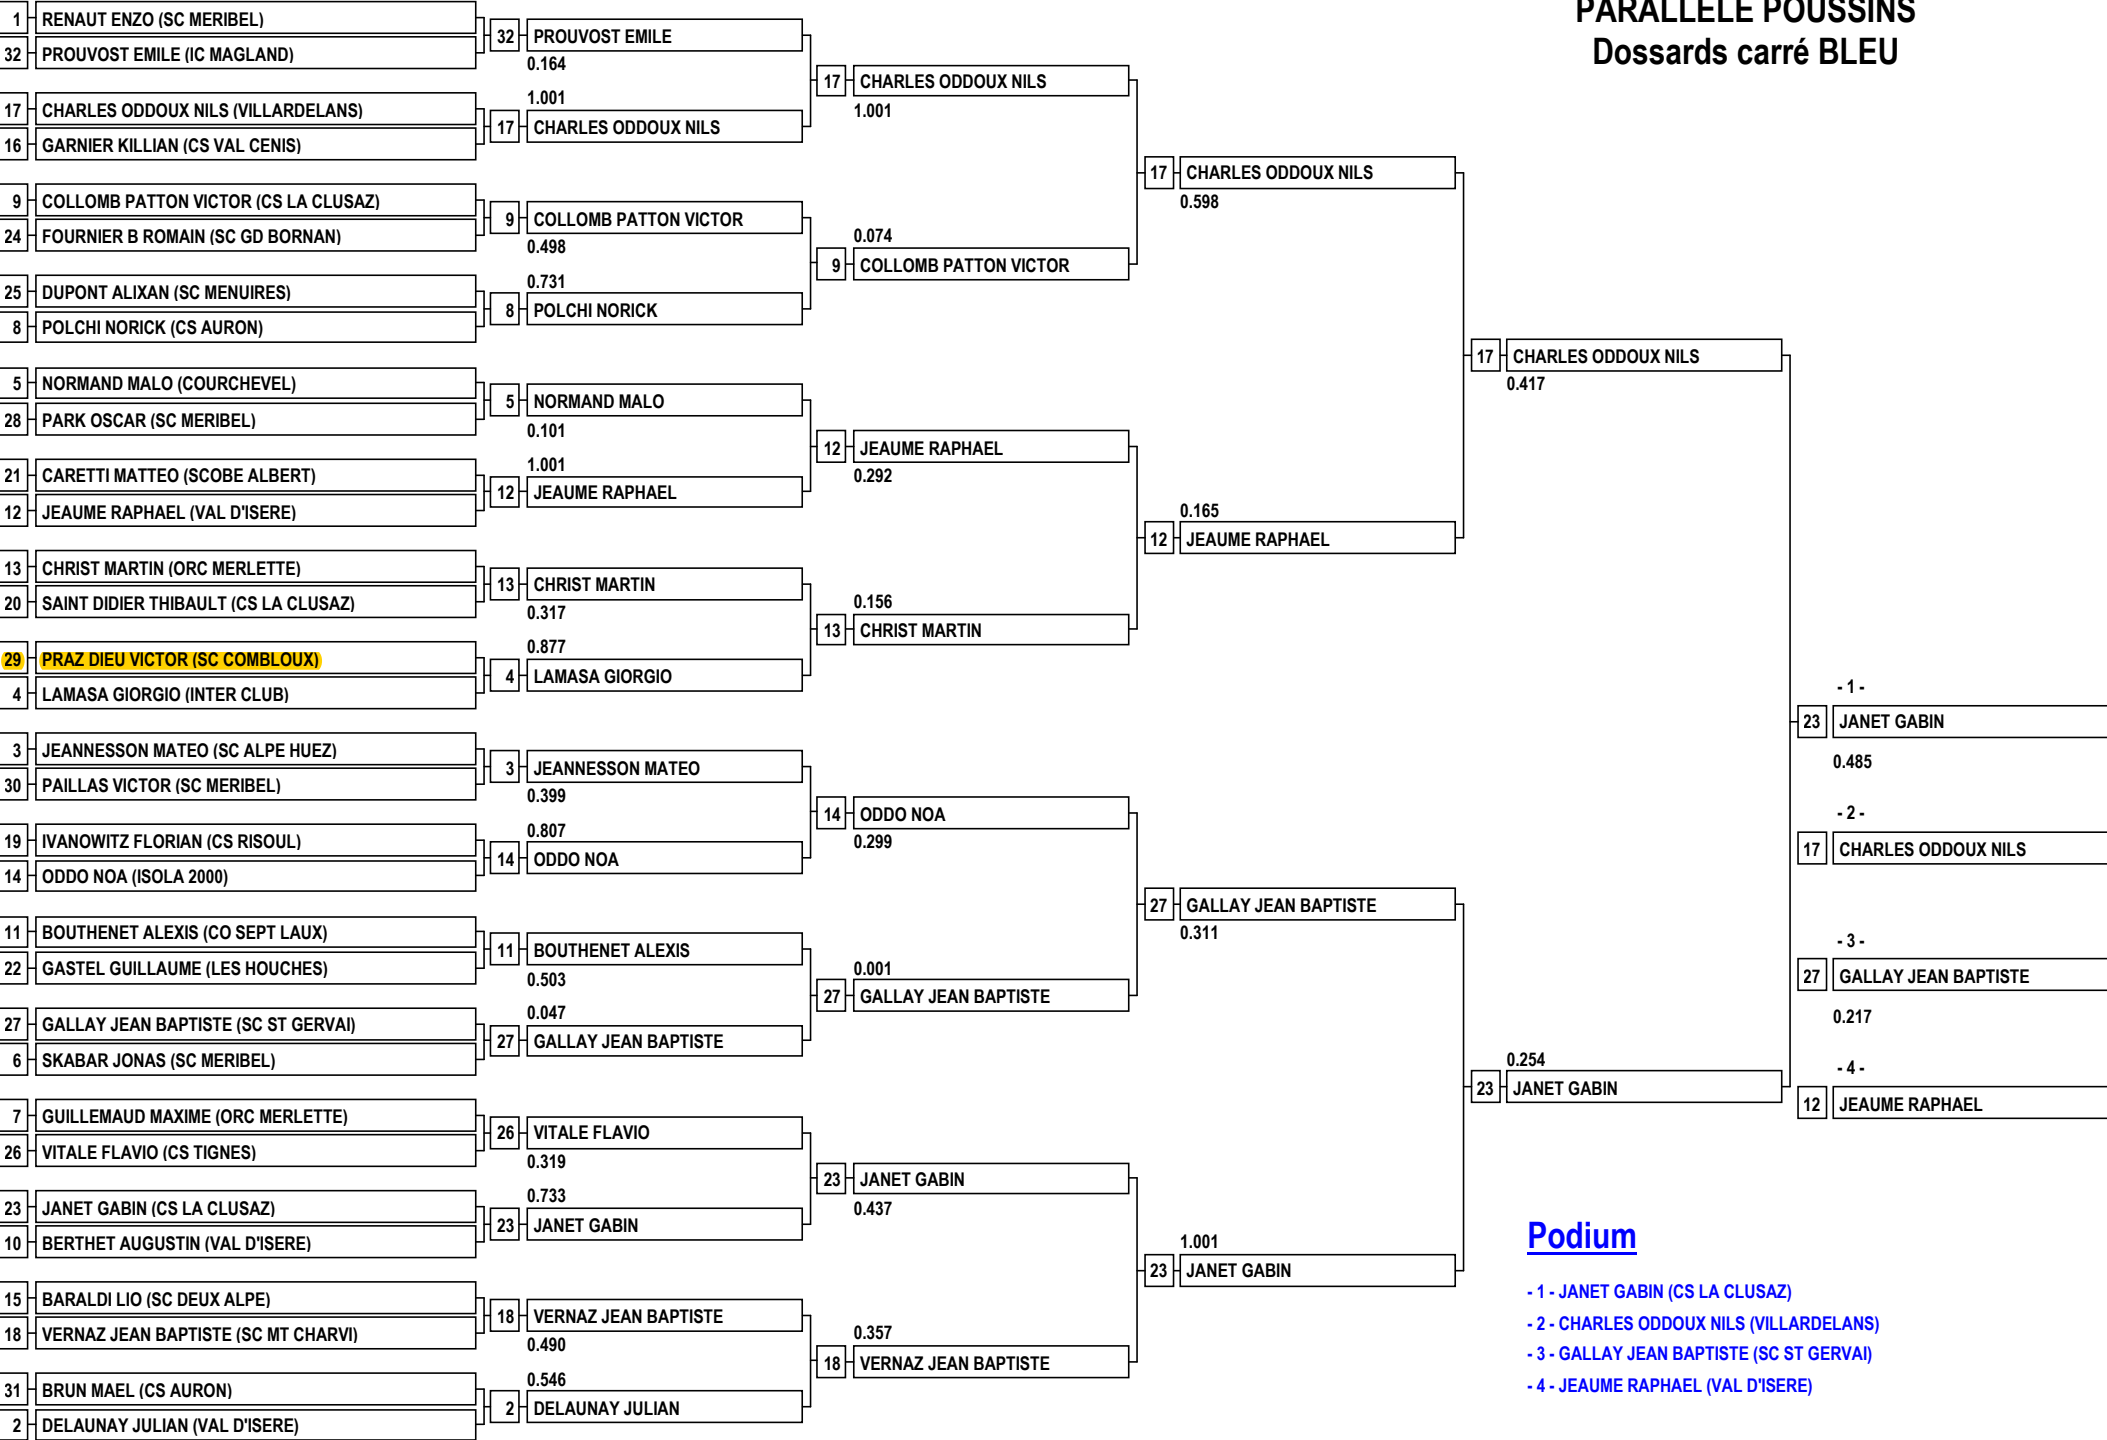 PARALLELE POUSSINS
Dossards carré BLEU
1 RENAUT ENZO (SC MERIBEL)
32 PROUVOST EMILE (IC MAGLAND)
17 CHARLES ODDOUX NILS (VILLARDELANS)
16 GARNIER KILLIAN (CS VAL CENIS)
9 COLLOMB PATTON VICTOR (CS LA CLUSAZ)
24 FOURNIER B ROMAIN (SC GD BORNAN)
25 DUPONT ALIXAN (SC MENUIRES)
8 POLCHI NORICK (CS AURON)
5 NORMAND MALO (COURCHEVEL)
28 PARK OSCAR (SC MERIBEL)
21 CARETTI MATTEO (SCOBE ALBERT)
12 JEAUME RAPHAEL (VAL D'ISERE)
13 CHRIST MARTIN (ORC MERLETTE)
20 SAINT DIDIER THIBAULT (CS LA CLUSAZ)
29 PRAZ DIEU VICTOR (SC COMBLOUX)
4 LAMASA GIORGIO (INTER CLUB)
3 JEANNESSON MATEO (SC ALPE HUEZ)
30 PAILLAS VICTOR (SC MERIBEL)
19 IVANOWITZ FLORIAN (CS RISOUL)
14 ODDO NOA (ISOLA 2000)
11 BOUTHENET ALEXIS (CO SEPT LAUX)
22 GASTEL GUILLAUME (LES HOUCHES)
27 GALLAY JEAN BAPTISTE (SC ST GERVAI)
6 SKABAR JONAS (SC MERIBEL)
7 GUILLEMAUD MAXIME (ORC MERLETTE)
26 VITALE FLAVIO (CS TIGNES)
23 JANET GABIN (CS LA CLUSAZ)
10 BERTHET AUGUSTIN (VAL D'ISERE)
15 BARALDI LIO (SC DEUX ALPE)
18 VERNAZ JEAN BAPTISTE (SC MT CHARVI)
31 BRUN MAEL (CS AURON)
2 DELAUNAY JULIAN (VAL D'ISERE)
32 PROUVOST EMILE
0.164
1.001
17 CHARLES ODDOUX NILS
9 COLLOMB PATTON VICTOR
0.498
0.731
8 POLCHI NORICK
5 NORMAND MALO
0.101
1.001
12 JEAUME RAPHAEL
13 CHRIST MARTIN
0.317
0.877
4 LAMASA GIORGIO
3 JEANNESSON MATEO
0.399
0.807
14 ODDO NOA
11 BOUTHENET ALEXIS
0.503
0.047
27 GALLAY JEAN BAPTISTE
26 VITALE FLAVIO
0.319
0.733
23 JANET GABIN
18 VERNAZ JEAN BAPTISTE
0.490
0.546
2 DELAUNAY JULIAN
17 CHARLES ODDOUX NILS
1.001
0.074
9 COLLOMB PATTON VICTOR
12 JEAUME RAPHAEL
0.292
0.156
13 CHRIST MARTIN
14 ODDO NOA
0.299
0.001
27 GALLAY JEAN BAPTISTE
23 JANET GABIN
0.437
0.357
18 VERNAZ JEAN BAPTISTE
17 CHARLES ODDOUX NILS
0.598
0.165
12 JEAUME RAPHAEL
27 GALLAY JEAN BAPTISTE
0.311
1.001
23 JANET GABIN
17 CHARLES ODDOUX NILS
0.417
0.254
23 JANET GABIN
- 1 -
23 JANET GABIN
0.485
- 2 -
17 CHARLES ODDOUX NILS
- 3 -
27 GALLAY JEAN BAPTISTE
0.217
- 4 -
12 JEAUME RAPHAEL
Podium
- 1 - JANET GABIN (CS LA CLUSAZ)
- 2 - CHARLES ODDOUX NILS (VILLARDELANS)
- 3 - GALLAY JEAN BAPTISTE (SC ST GERVAI)
- 4 - JEAUME RAPHAEL (VAL D'ISERE)